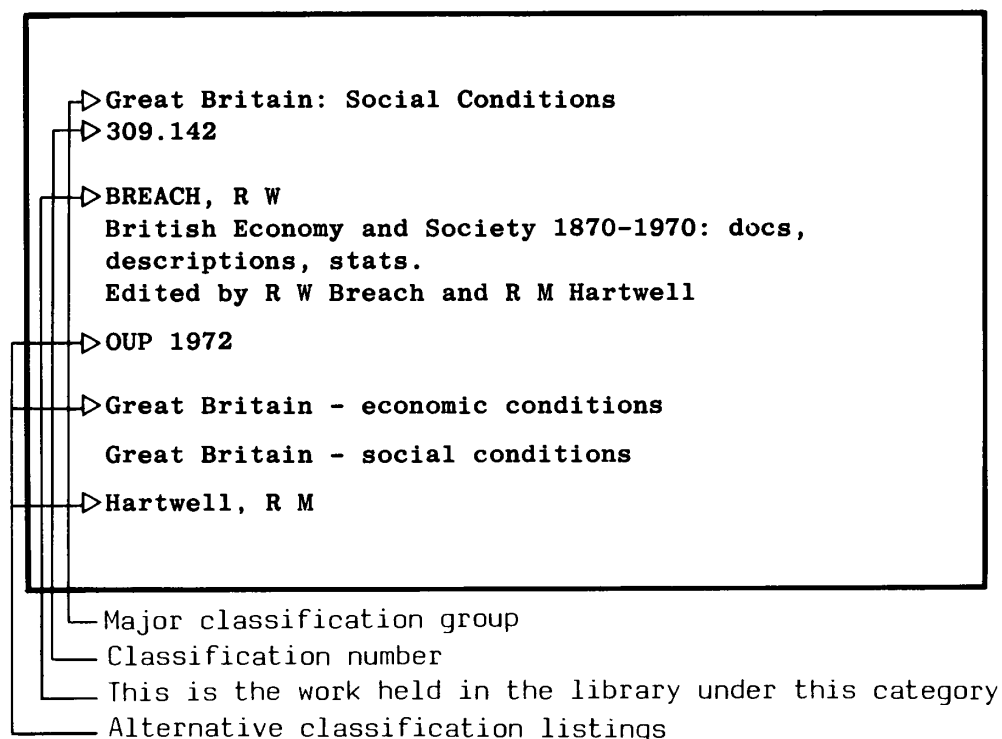 Great Britain: Social Conditions
309.142
BREACH, R W
British Economy and Society 1870-1970: docs,
descriptions, stats.
Edited by R W Breach and R M Hartwell
OUP 1972
Great Britain - economic conditions
Great Britain - social conditions
Hartwell, R M
Major classification group
Classification number
This is the work held in the library under this category
Alternative classification listings